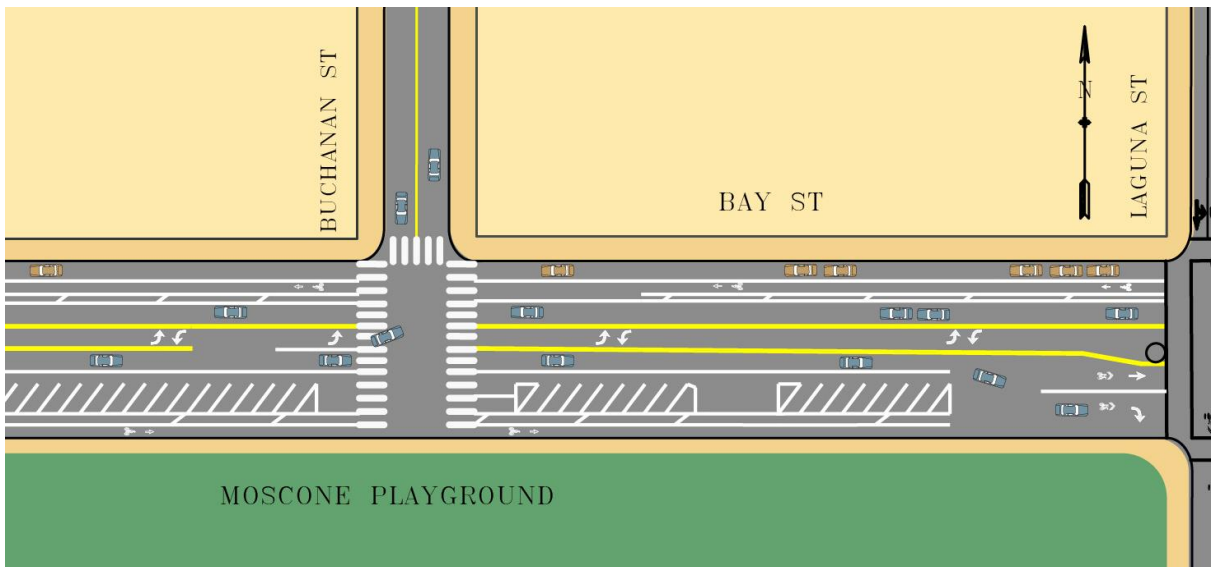 BUCHANAN ST
N
LAGUNA ST
BAY ST
MOSCONE PLAYGROUND